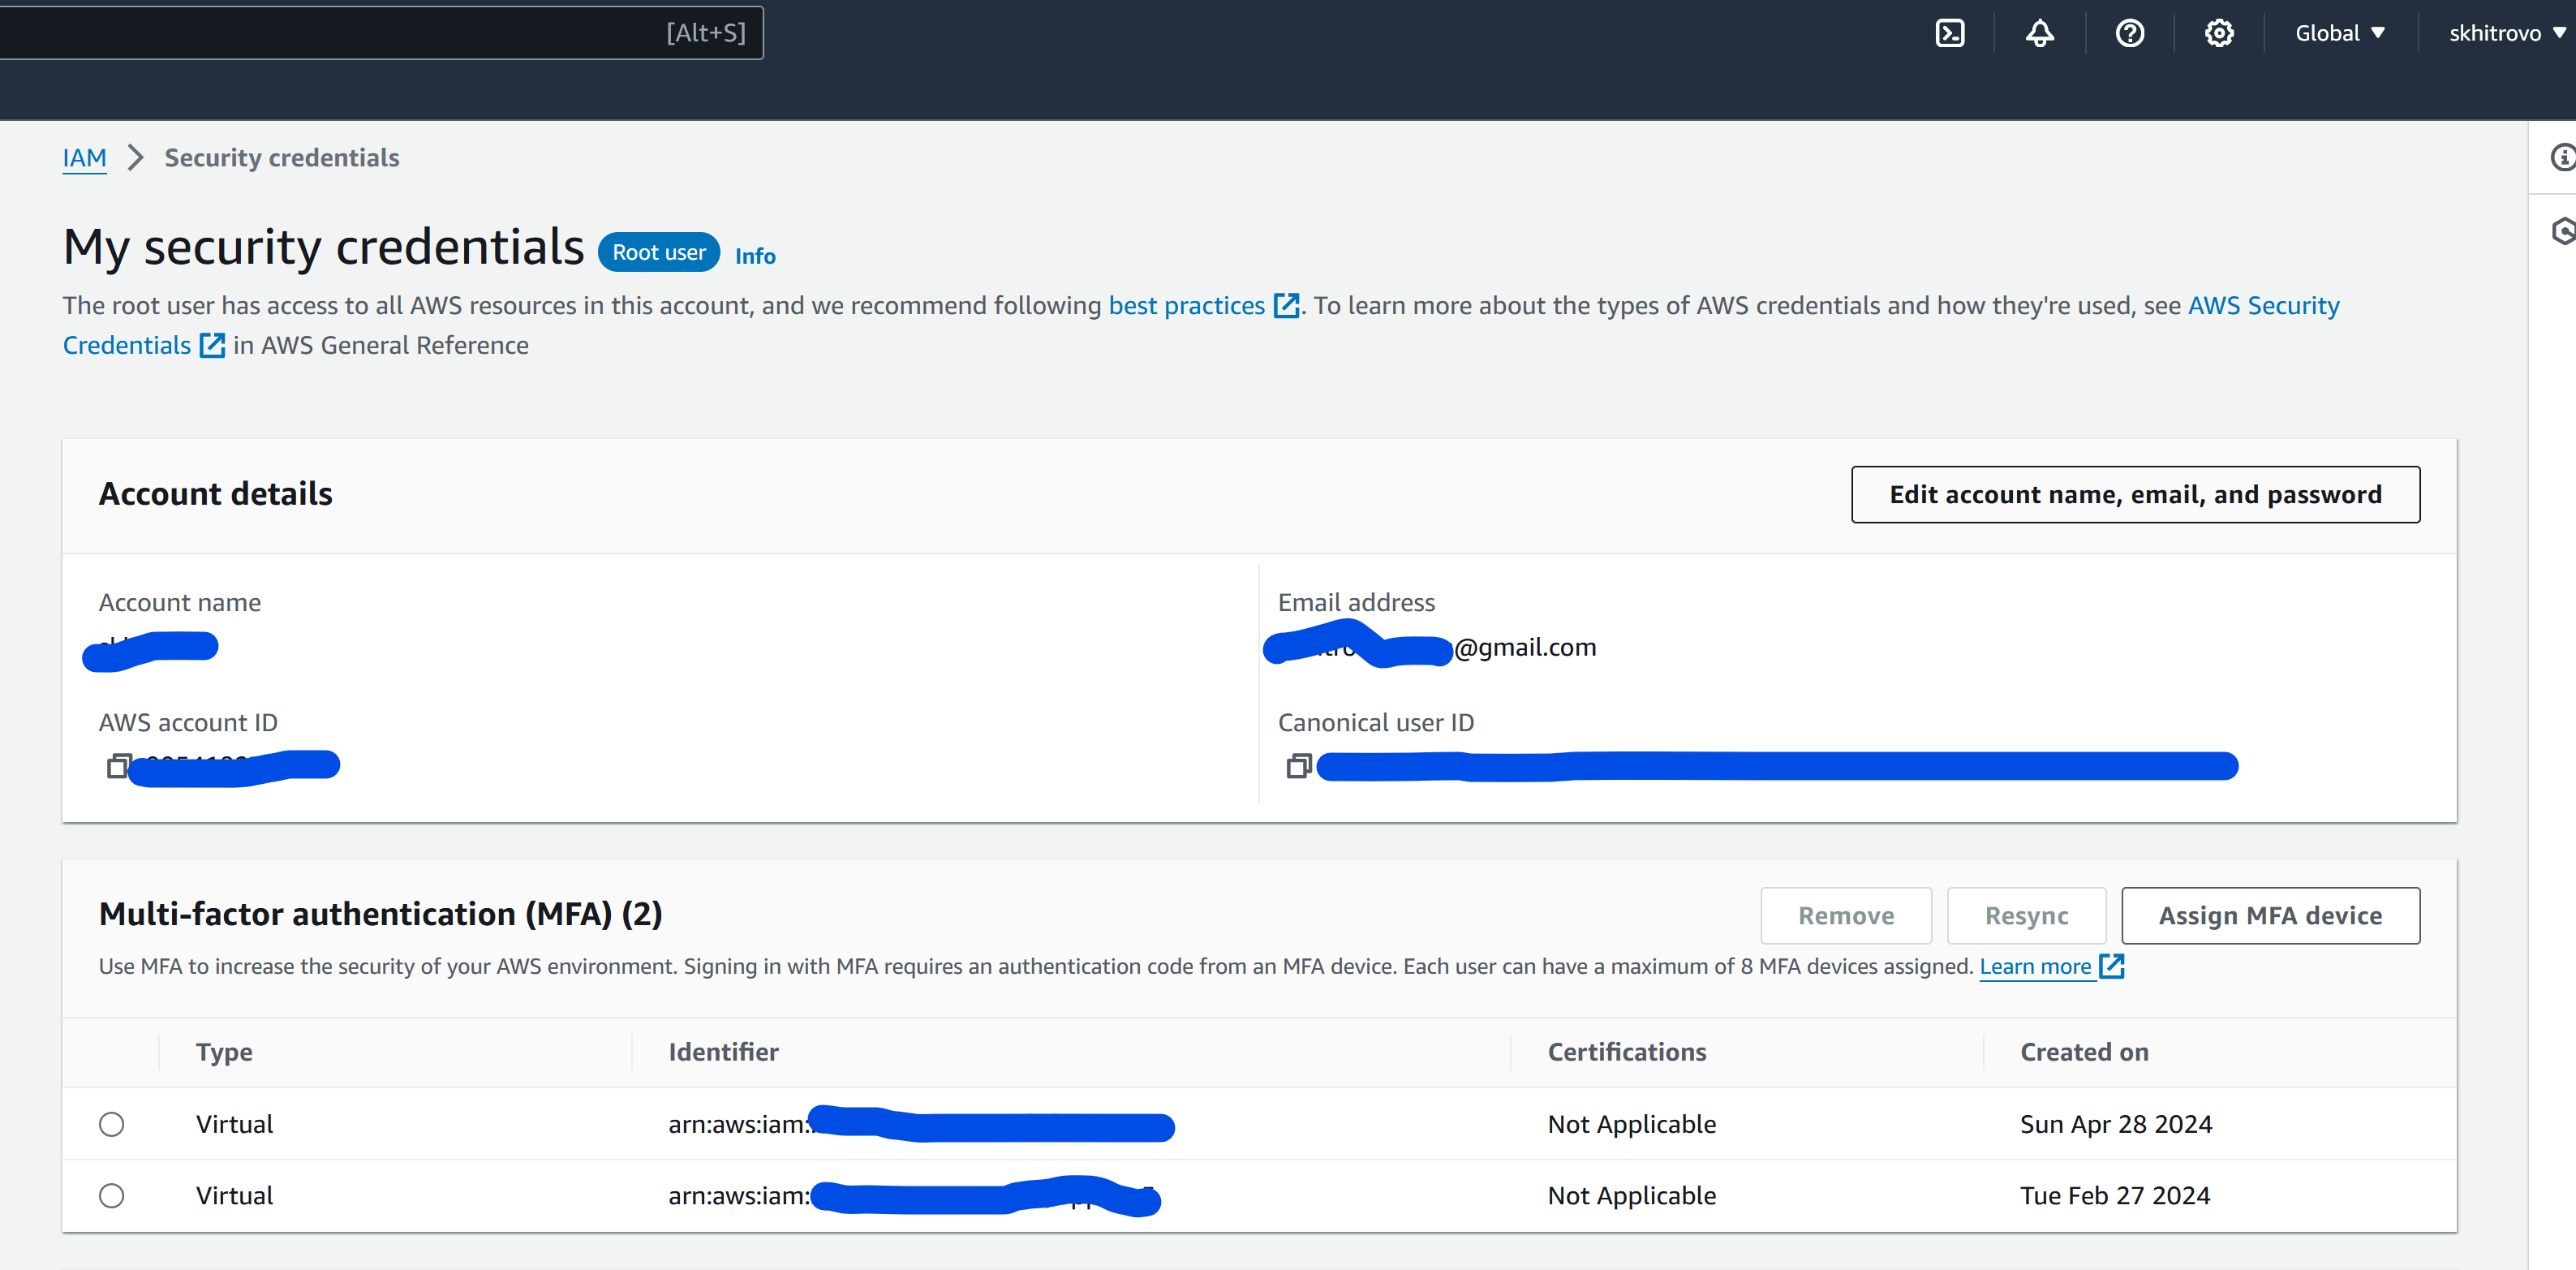 [Alt+S]
Global
skhitrovo
IAM
Security credentials
My security credentials Root user Info
The root user has access to all AWS resources in this account, and we recommend following best practices. To learn more about the types of AWS credentials and how they're used, see AWS Security
Credentials in AWS General Reference
Account details
Edit account name, email, and password
Account name
Email address
@gmail.com
AWS account ID
Canonical user ID
Multi-factor authentication (MFA) (2)
Remove
Resync
Assign MFA device
Use MFA to increase the security of your AWS environment. Signing in with MFA requires an authentication code from an MFA device. Each user can have a maximum of 8 MFA devices assigned. Learn more
Type Identifier Certifications Created on
Virtual arn:aws:iam: Not Applicable Sun Apr 28 2024
Virtual arn:aws:iam: Not Applicable Tue Feb 27 2024